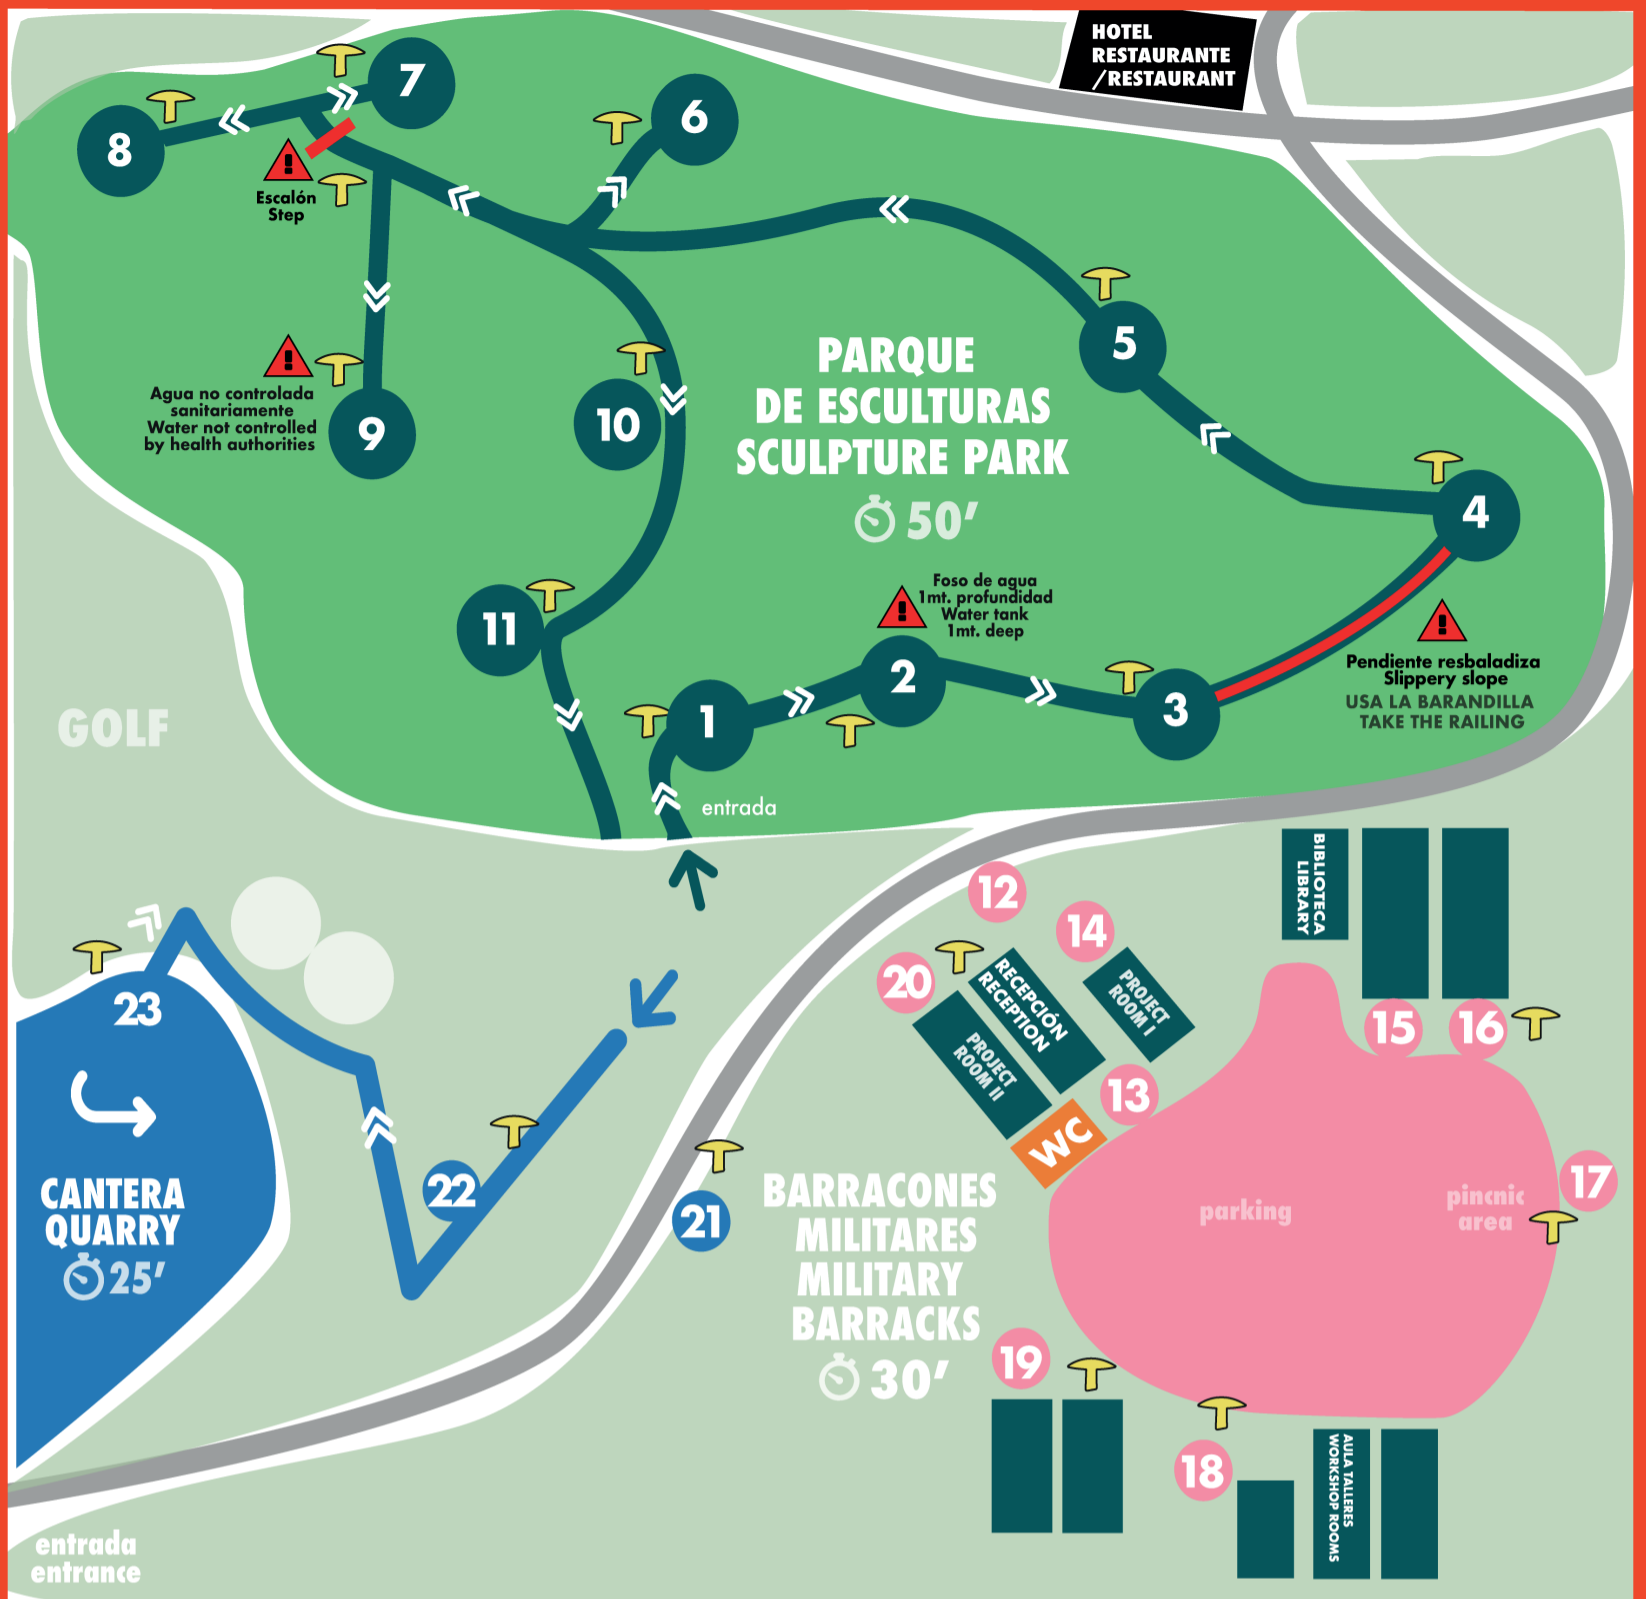 HOTEL
RESTAURANTE
/RESTAURANT
7
6
8
Escalón
Step
5
PARQUE
DE ESCULTURAS
SCULPTURE PARK
50'
Agua no controlada
sanitariamente
Water not controlled
by health authorities
9
10
4
Foso de agua
1mt. profundidad
Water tank
1mt. deep
11
2
3
1
Pendiente resbaladiza
Slippery slope
USA LA BARANDILLA
TAKE THE RAILING
GOLF
entrada
BIBLIOTECA
LIBRARY
12
14
20
RECEPCIÓN
RECEPTION
PROJECT
ROOM I
PROJECT
ROOM II
15
16
13
WC
23
CANTERA
QUARRY
25'
22
21
BARRACONES
MILITARES
MILITARY
BARRACKS
30'
parking
pincnic
area
17
19
18
AULA TALLERES
WORKSHOP ROOMS
entrada
entrance